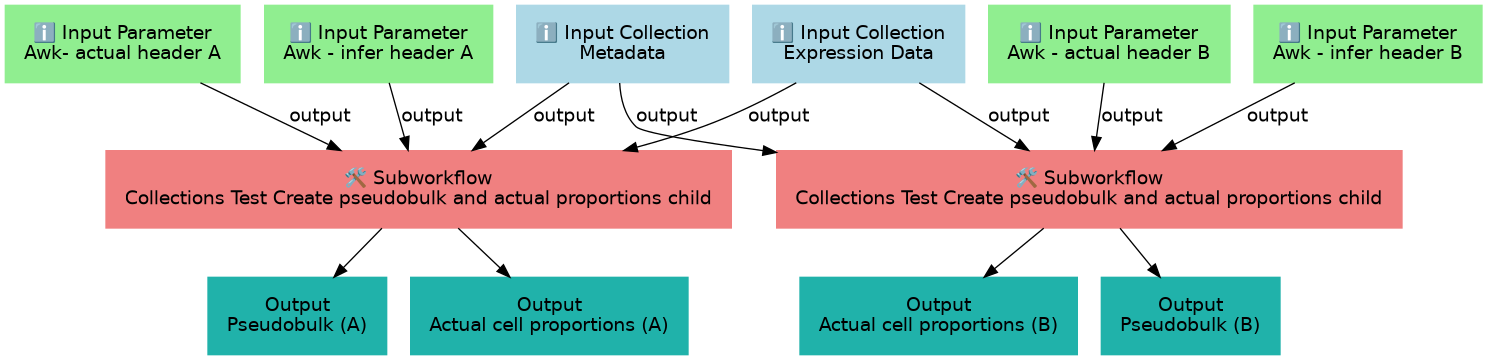 ℹ️ Input Parameter
Awk- actual header A
ℹ️ Input Parameter
Awk - infer header A
ℹ️ Input Collection
Metadata
ℹ️ Input Collection
Expression Data
ℹ️ Input Parameter
Awk - actual header B
ℹ️ Input Parameter
Awk - infer header B
output
output
output
output
output
output
output
output
🛠️ Subworkflow
Collections Test Create pseudobulk and actual proportions child
🛠️ Subworkflow
Collections Test Create pseudobulk and actual proportions child
Output
Pseudobulk (A)
Output
Actual cell proportions (A)
Output
Actual cell proportions (B)
Output
Pseudobulk (B)